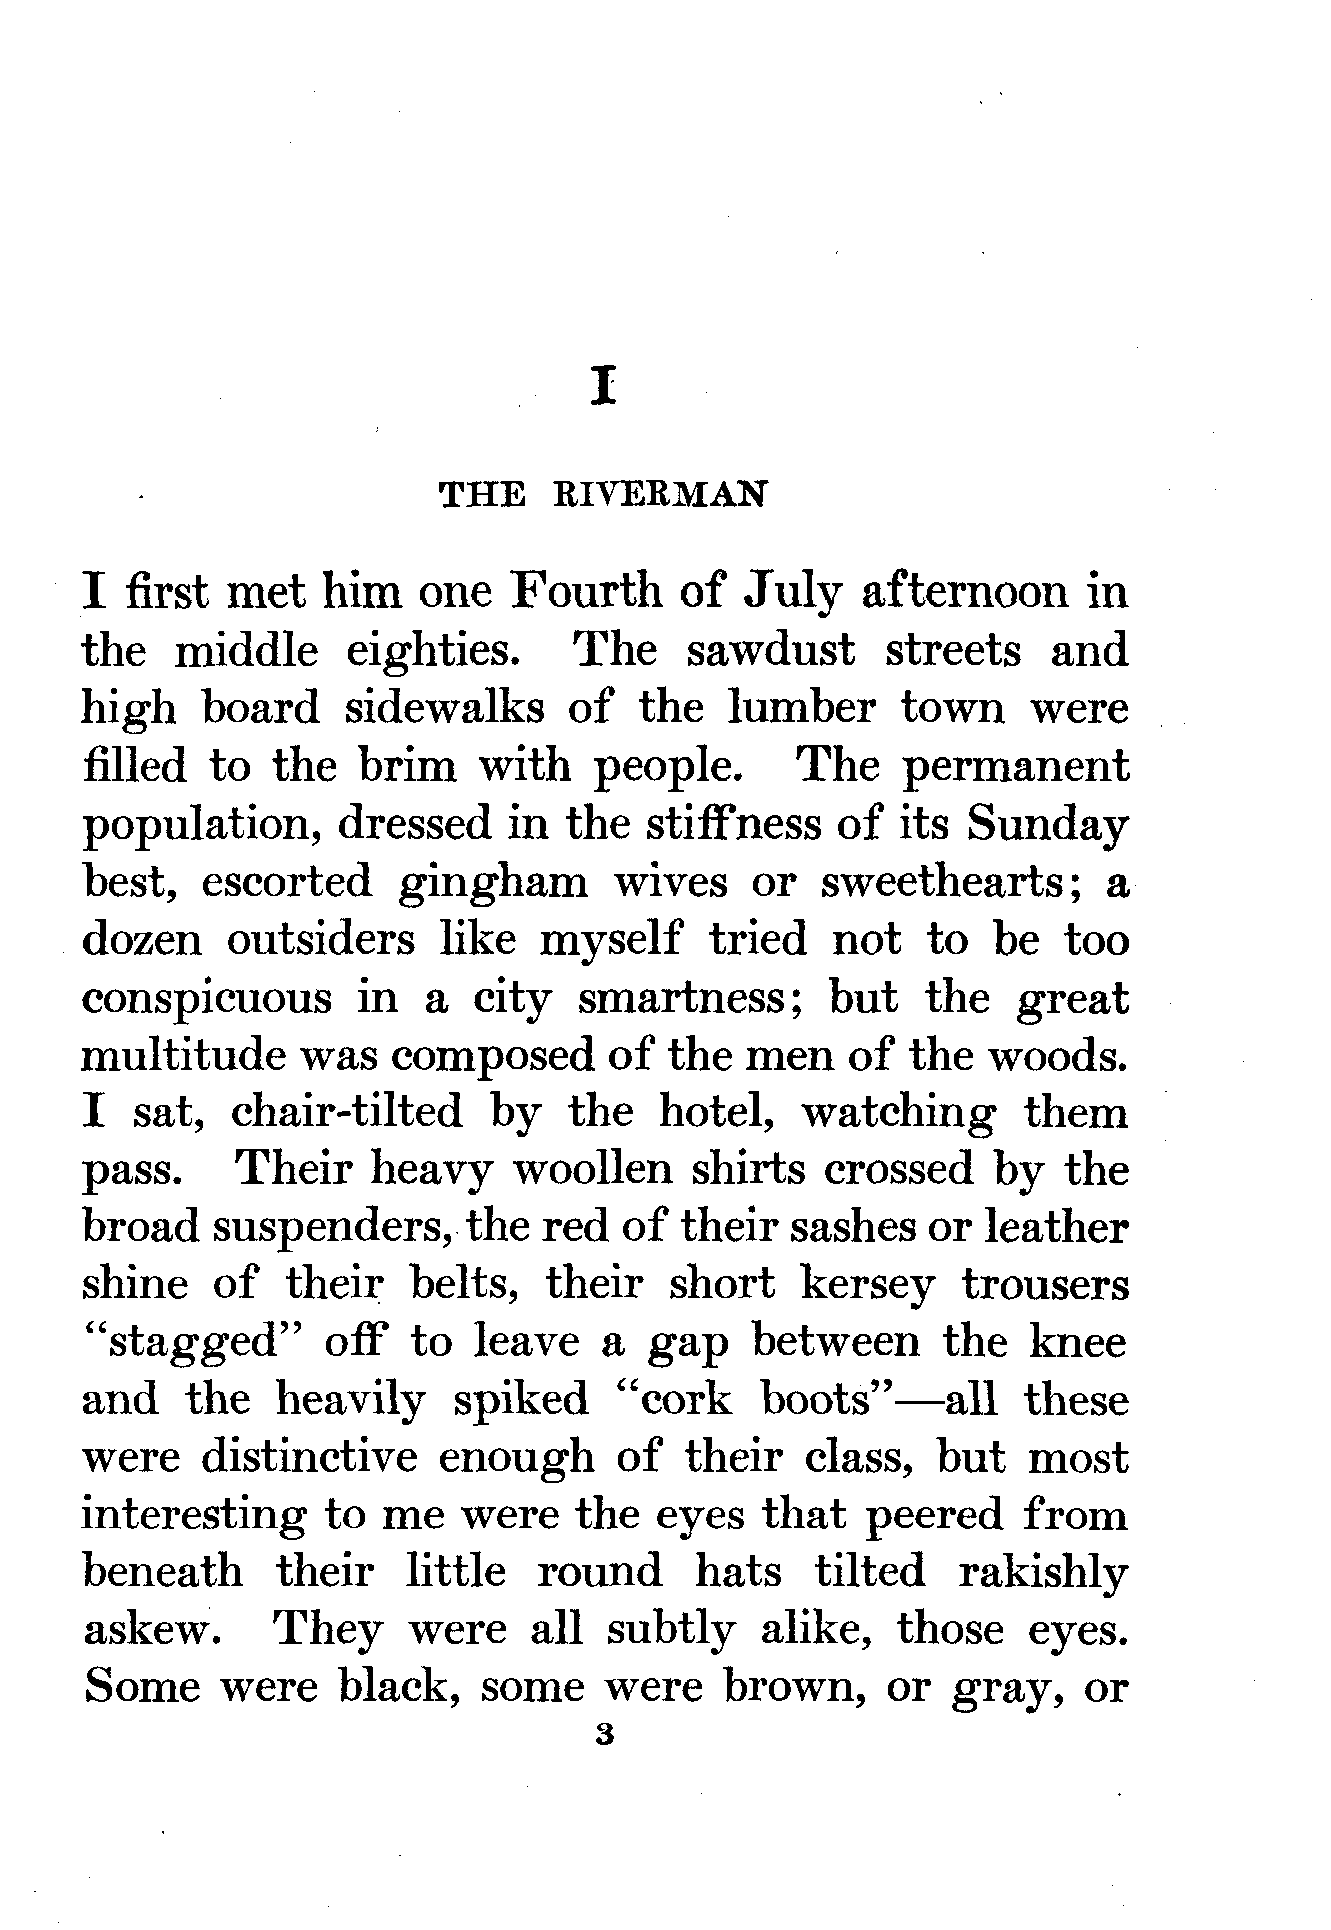 I
THE RIVERMAN
I first met him one Fourth of July afternoon in
the middle eighties. The sawdust streets and
high board sidewalks of the lumber town were
filled to the brim with people. The permanent
population, dressed in the stiffness of its Sunday
best, escorted gingham wives or sweethearts; a
dozen outsiders like myself tried not to be too
conspicuous in a city smartness; but the great
multitude was composed of the men of the woods.
I sat, chair-tilted by the hotel, watching them
pass. Their heavy woollen shirts crossed by the
broad suspenders, the red of their sashes or leather
shine of their belts, their short kersey trousers
“stagged” off to leave a gap between the knee
and the heavily spiked “cork boots”—all these
were distinctive enough of their class, but most
interesting to me were the eyes that peered from
beneath their little round hats tilted rakishly
askew. They were all subtly alike, those eyes.
Some were black, some were brown, or gray, or
3